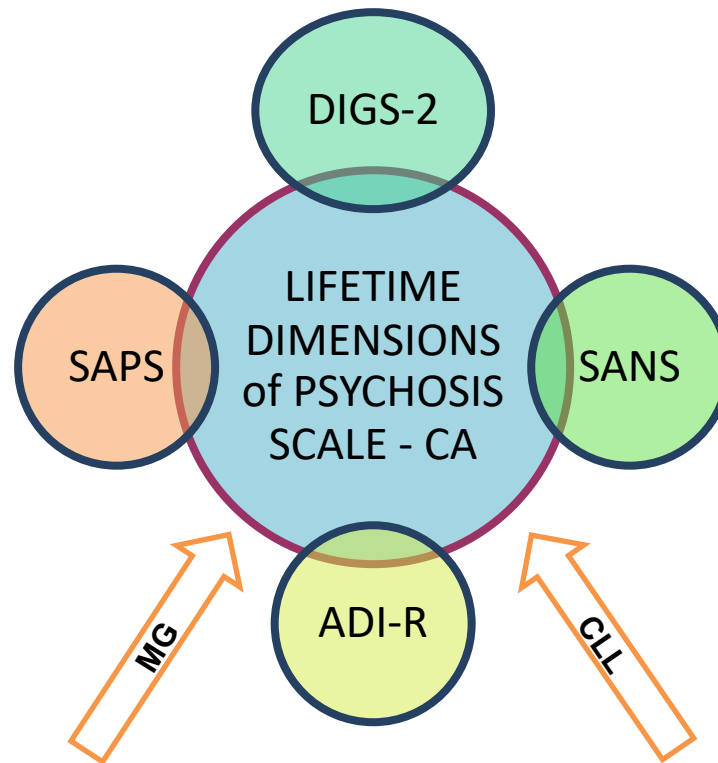 DIGS-2
LIFETIME
DIMENSIONS
of PSYCHOSIS
SCALE - CA
SAPS
SANS
ADI-R
MG
CLL